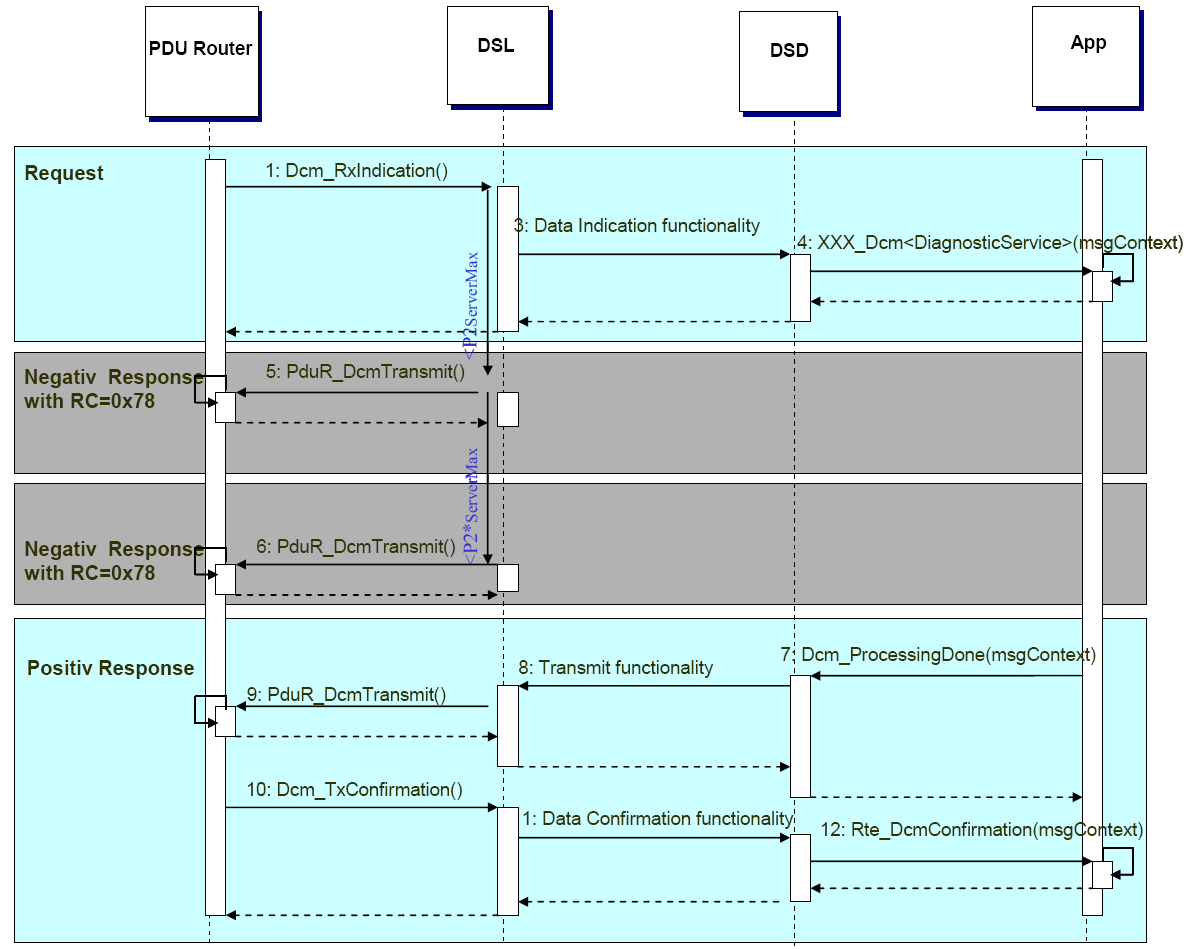 PDU Router
DSL
DSD
App
Request
1: Dcm_RxIndication()
3: Data Indication functionality
4: XXX_Dcm<DiagnosticService>(msgContext)
<P2ServerMax
Negativ Response
with RC=0x78
5: PduR_DcmTransmit()
<P2*ServerMax
Negativ Response
with RC=0x78
6: PduR_DcmTransmit()
Positiv Response
7: Dcm_ProcessingDone(msgContext)
8: Transmit functionality
9: PduR_DcmTransmit()
10: Dcm_TxConfirmation()
1: Data Confirmation functionality
12: Rte_DcmConfirmation(msgContext)